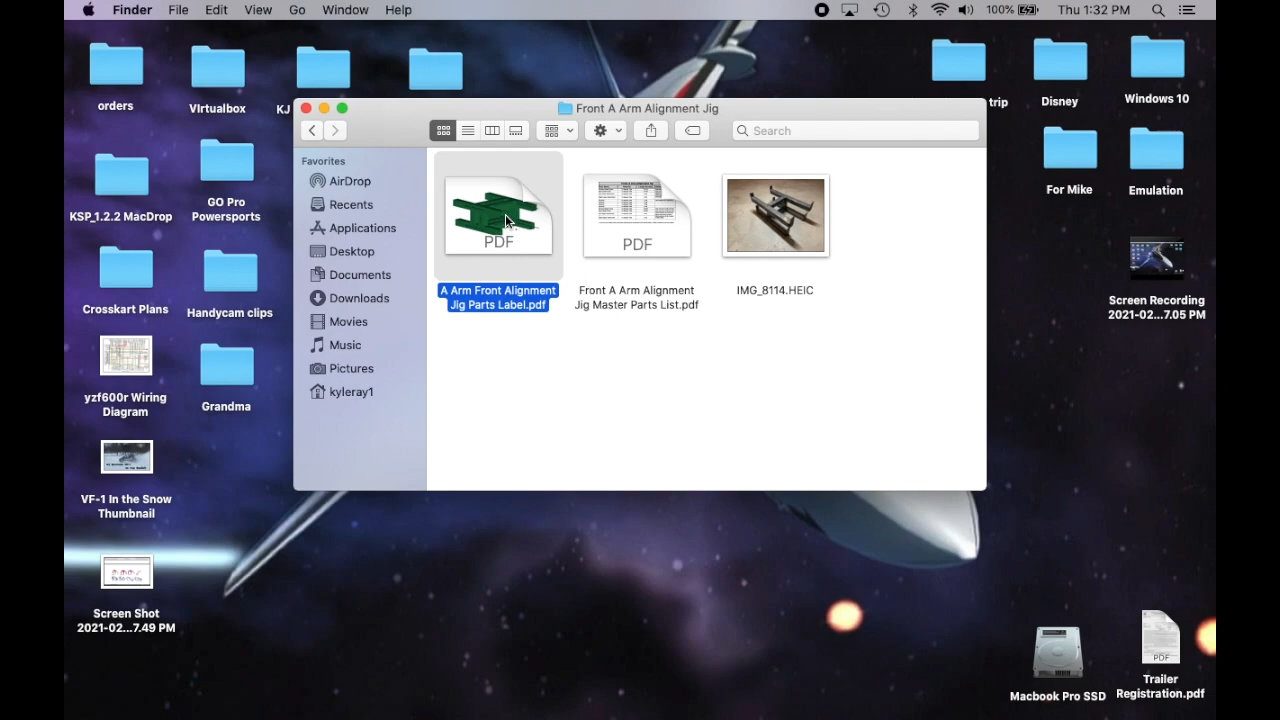 Finder File Edit View Go Window Help
100% Thu 1:32 PM
orders
VIrtualbox
KJ
trip
Disney
Windows 10
Front A Arm Alignment Jig
Search
Favorites
AirDrop
Recents
Applications
Desktop
Documents
Downloads
Movies
Music
Pictures
kyleray1
PDF
A Arm Front Alignment
Jig Parts Label.pdf
PDF
Front A Arm Alignment
Jig Master Parts List.pdf
IMG_8114.HEIC
KSP_1.2.2 MacDrop
GO Pro
Powersports
For Mike
Emulation
Crosskart Plans
Handycam clips
Screen Recording
2021-02...7.05 PM
yzf600r Wiring
Diagram
Grandma
VF-1 In the Snow
Thumbnail
Screen Shot
2021-02...7.49 PM
Macbook Pro SSD
PDF
Trailer
Registration.pdf